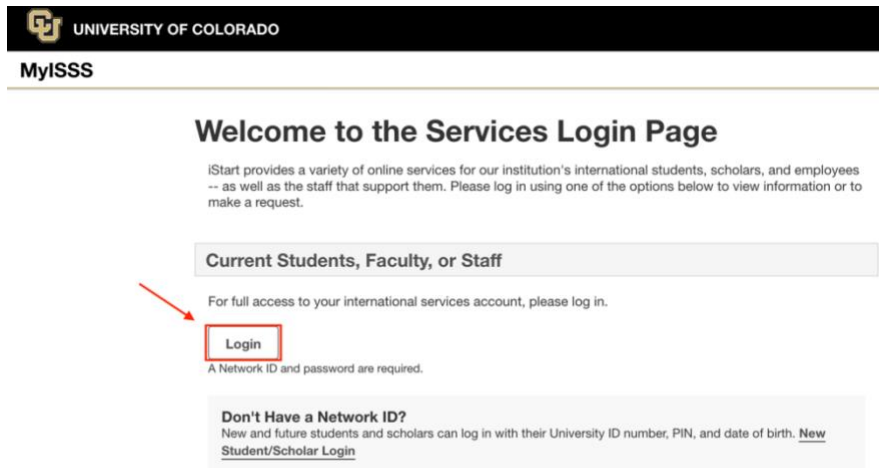 CU UNIVERSITY OF COLORADO
MyISSS
Welcome to the Services Login Page
iStart provides a variety of online services for our institution's international students, scholars, and employees
-- as well as the staff that support them. Please log in using one of the options below to view information or to
make a request.
Current Students, Faculty, or Staff
For full access to your international services account, please log in.
Login
A Network ID and password are required.
Don't Have a Network ID?
New and future students and scholars can log in with their University ID number, PIN, and date of birth. New
Student/Scholar Login